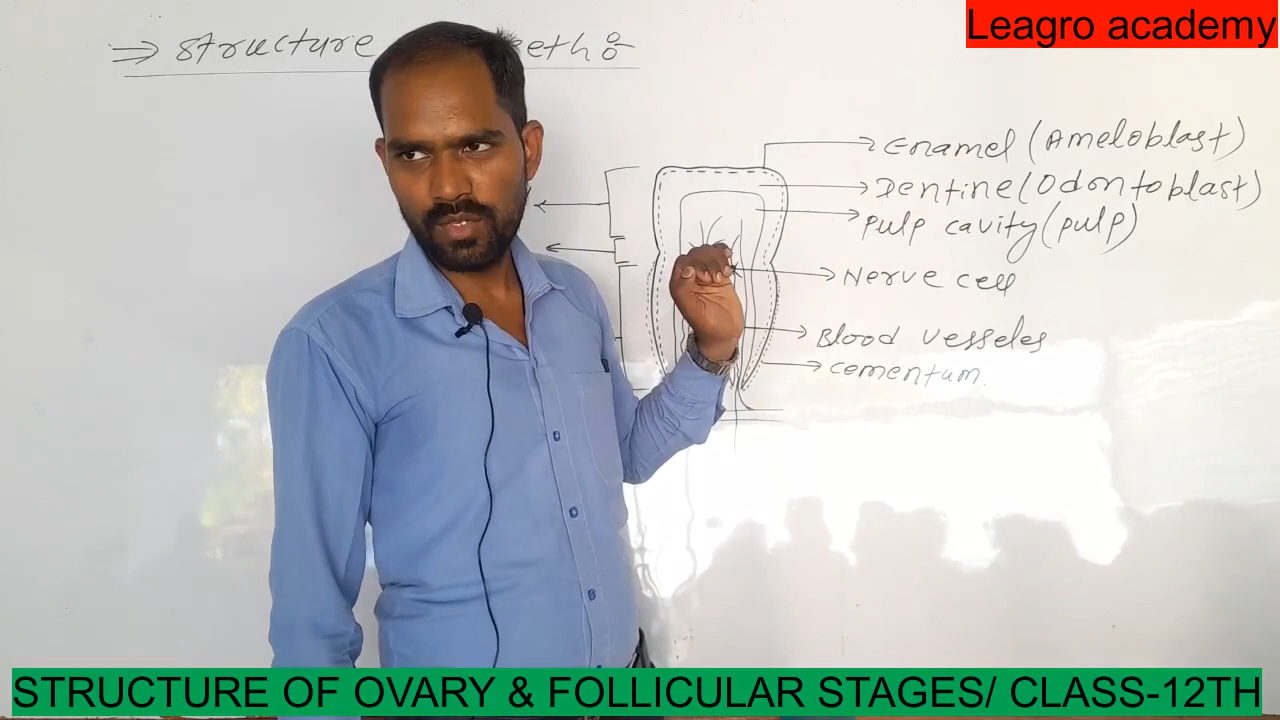 Leagro academy
⇒ Structure eeth :-
Enamel (Ameloblast)
Dentine (Odontoblast)
Pulp cavity (pulp)
Nerve cell
Blood vesseles
cementum.
STRUCTURE OF OVARY & FOLLICULAR STAGES/ CLASS-12TH